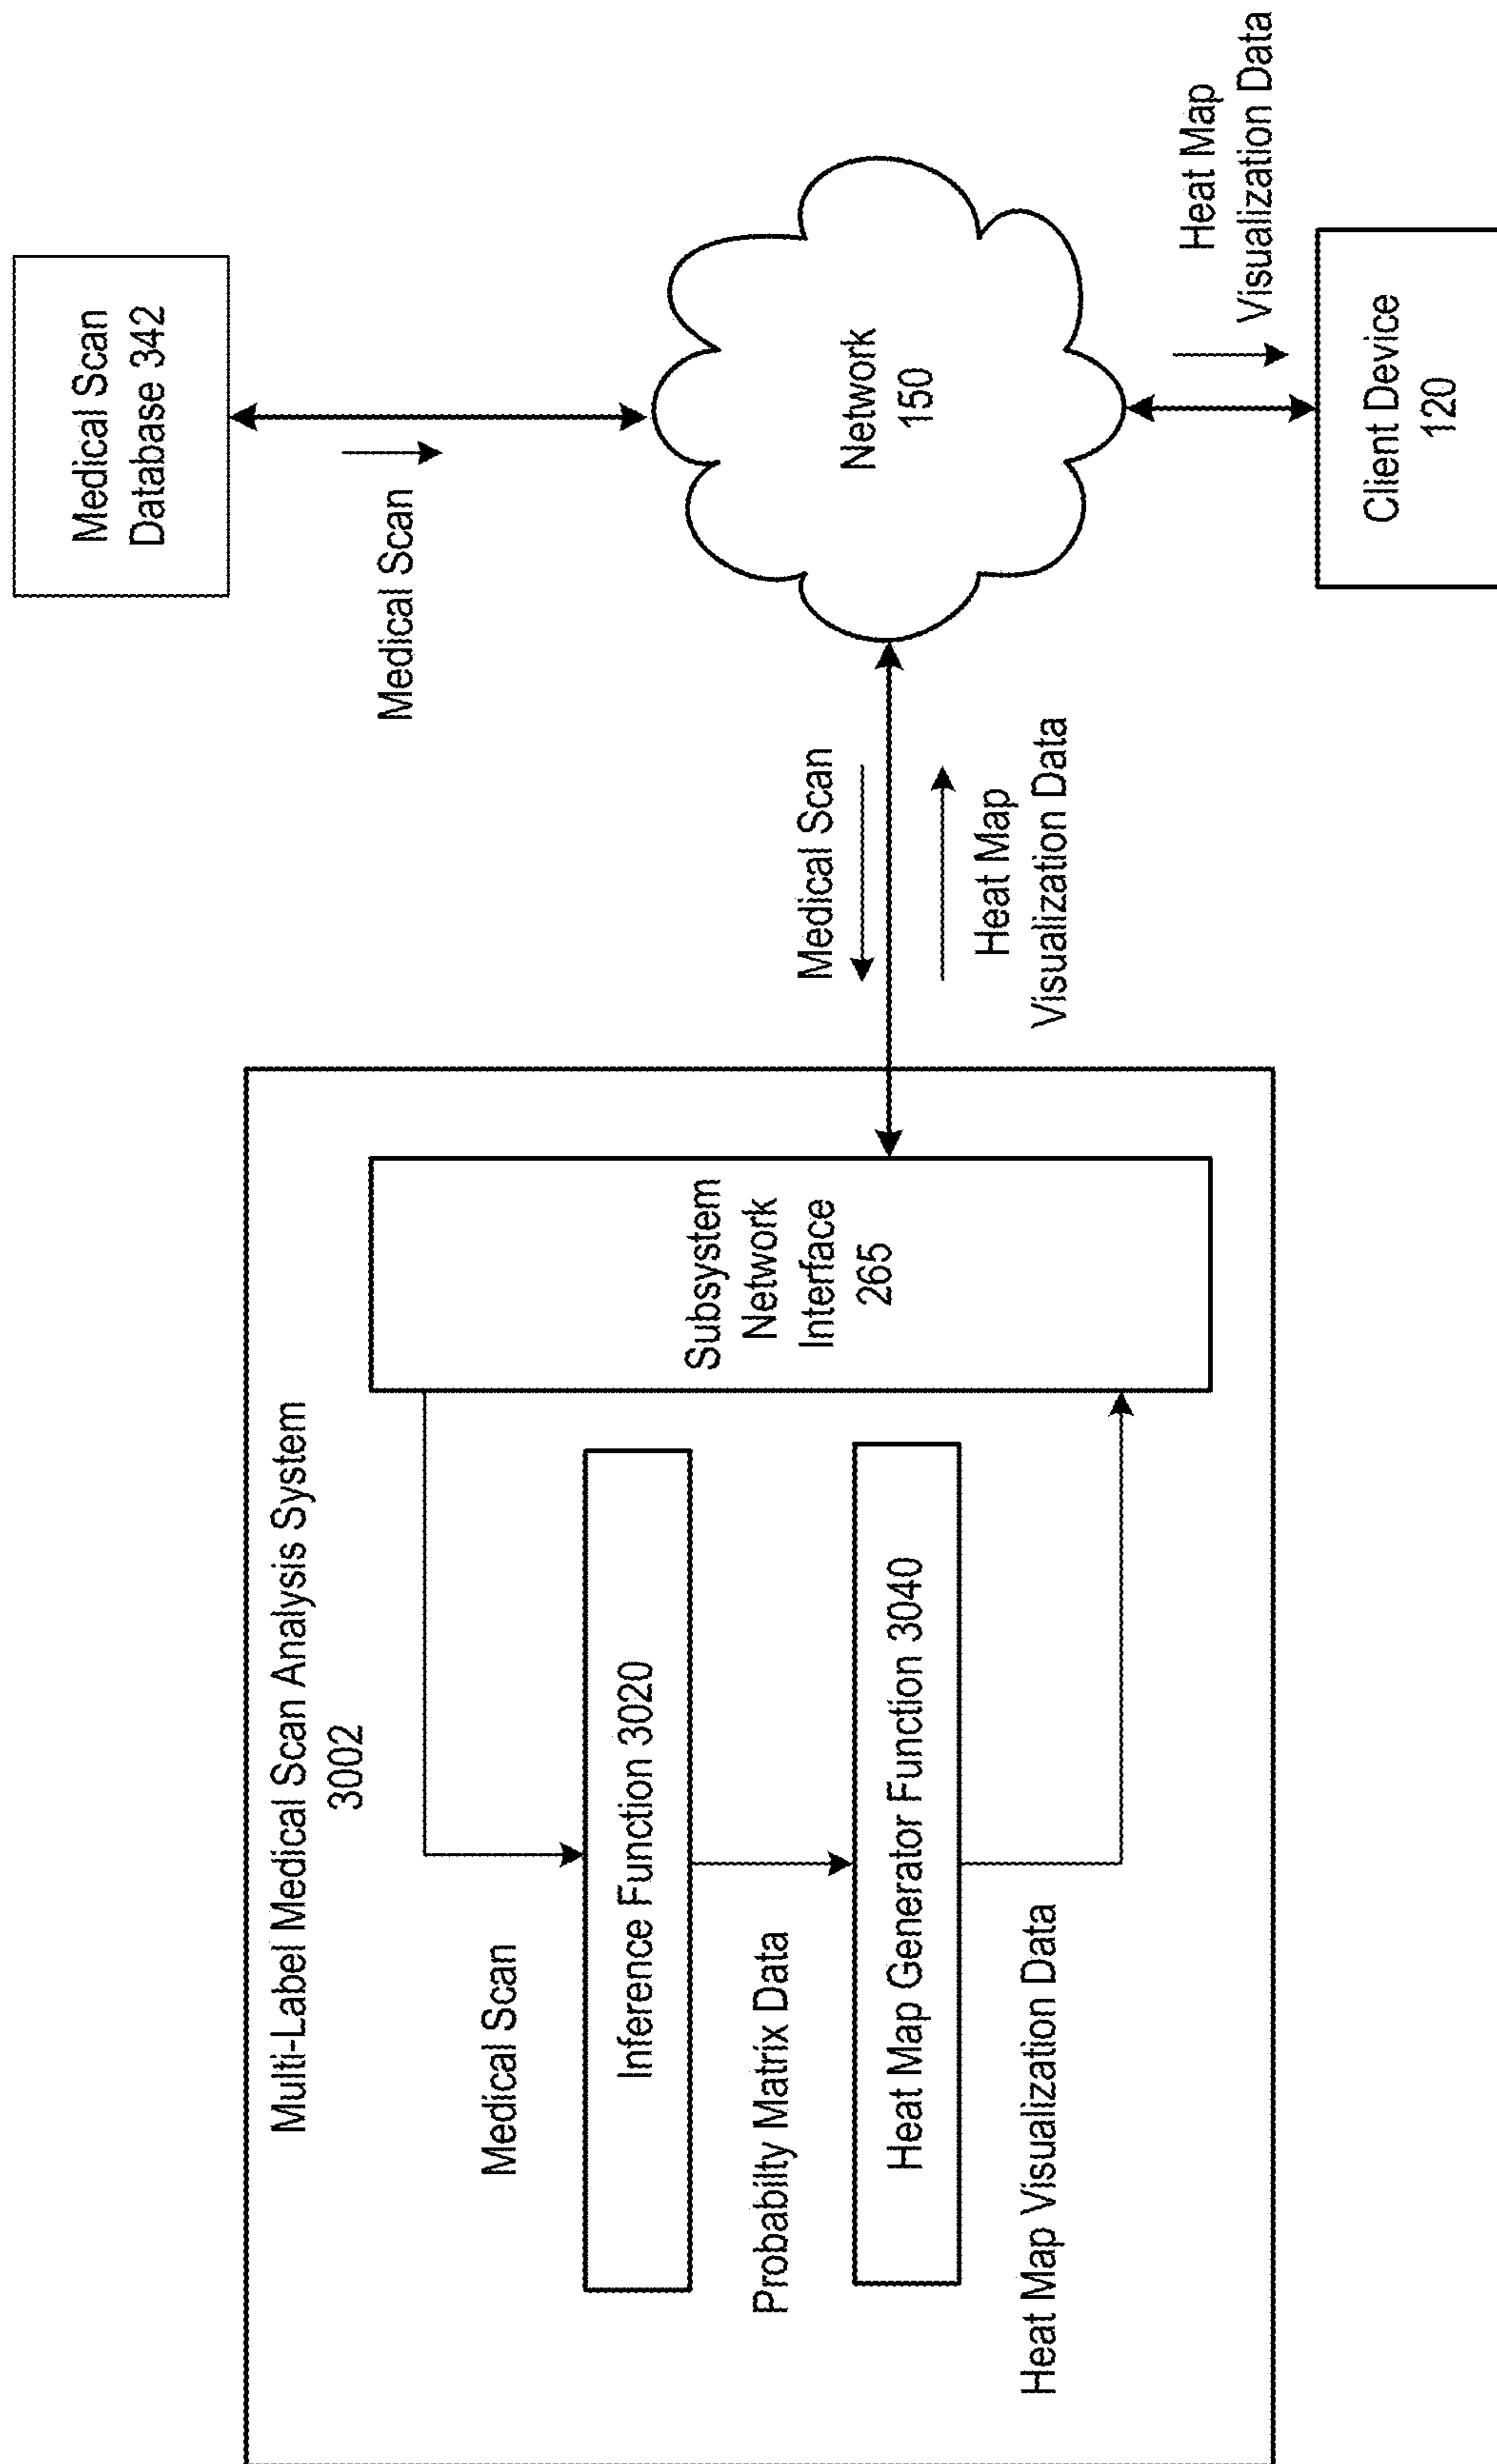 Multi-Label Medical Scan Analysis System
3002
Medical Scan
Inference Function 3020
Probabilty Matrix Data
Heat Map Generator Function 3040
Heat Map Visualization Data
Subsystem
Network
Interface
265
Medical Scan
Heat Map
Visualization Data
Medical Scan
Database 342
Medical Scan
Network
150
Heat Map
Visualization Data
Client Device
120